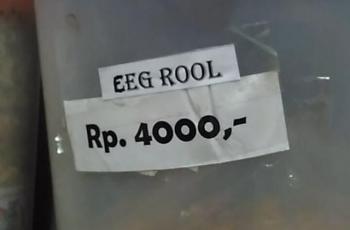 EEG ROOL
Rp. 4000,-